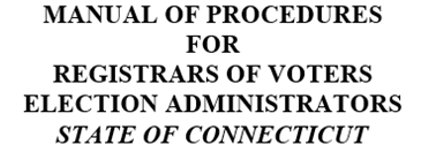 MANUAL OF PROCEDURES
FOR
REGISTRARS OF VOTERS
ELECTION ADMINISTRATORS
STATE OF CONNECTICUT